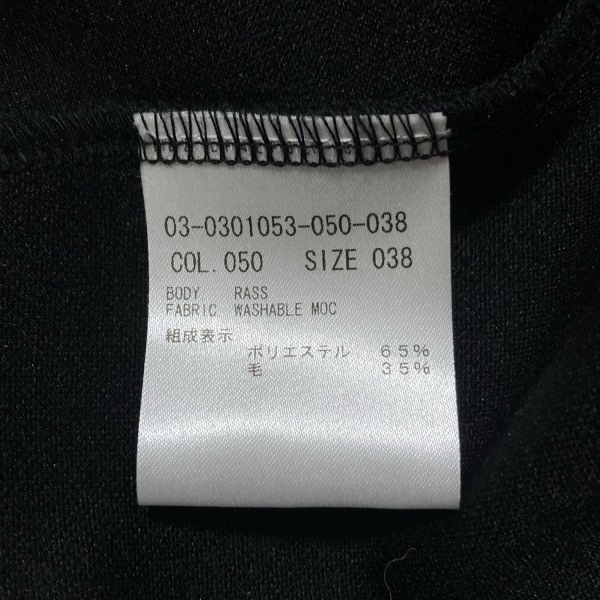 03-0301053-050-038
COL. 050 SIZE 038
BODY RASS
FABRIC WASHABLE MOC
組成表示
ポリエステル ６５％
毛 ３５％